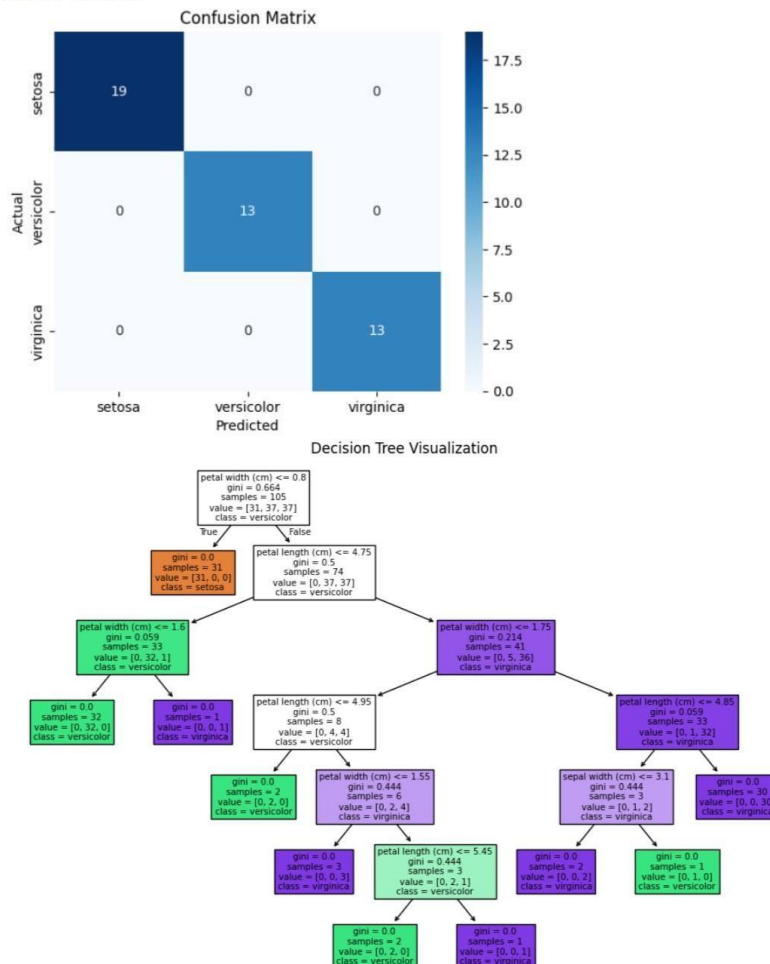 Confusion Matrix
setosa
19
0
0
Actual
versicolor
0
13
0
virginica
0
0
13
setosa
versicolor
virginica
Predicted
17.5
15.0
12.5
10.0
7.5
5.0
2.5
0.0
Decision Tree Visualization
petal width (cm) <= 0.8
gini = 0.664
samples = 105
value = [31, 37, 37]
class = versicolor
True
False
gini = 0.0
samples = 31
value = [31, 0, 0]
class = setosa
petal length (cm) <= 4.75
gini = 0.5
samples = 74
value = [0, 37, 37]
class = versicolor
petal width (cm) <= 1.6
gini = 0.059
samples = 33
value = [0, 32, 1]
class = versicolor
petal width (cm) <= 1.75
gini = 0.214
samples = 41
value = [0, 5, 36]
class = virginica
gini = 0.0
samples = 32
value = [0, 32, 0]
class = versicolor
gini = 0.0
samples = 1
value = [0, 0, 1]
class = virginica
petal length (cm) <= 4.95
gini = 0.5
samples = 8
value = [0, 4, 4]
class = versicolor
petal length (cm) <= 4.85
gini = 0.059
samples = 33
value = [0, 1, 32]
class = virginica
gini = 0.0
samples = 2
value = [0, 2, 0]
class = versicolor
petal width (cm) <= 1.55
gini = 0.444
samples = 6
value = [0, 2, 4]
class = virginica
sepal width (cm) <= 3.1
gini = 0.444
samples = 3
value = [0, 1, 2]
class = virginica
gini = 0.0
samples = 30
value = [0, 0, 30]
class = virginica
gini = 0.0
samples = 3
value = [0, 0, 3]
class = virginica
petal length (cm) <= 5.45
gini = 0.444
samples = 3
value = [0, 2, 1]
class = versicolor
gini = 0.0
samples = 2
value = [0, 0, 2]
class = virginica
gini = 0.0
samples = 1
value = [0, 1, 0]
class = versicolor
gini = 0.0
samples = 2
value = [0, 2, 0]
class = versicolor
gini = 0.0
samples = 1
value = [0, 0, 1]
class = virginica